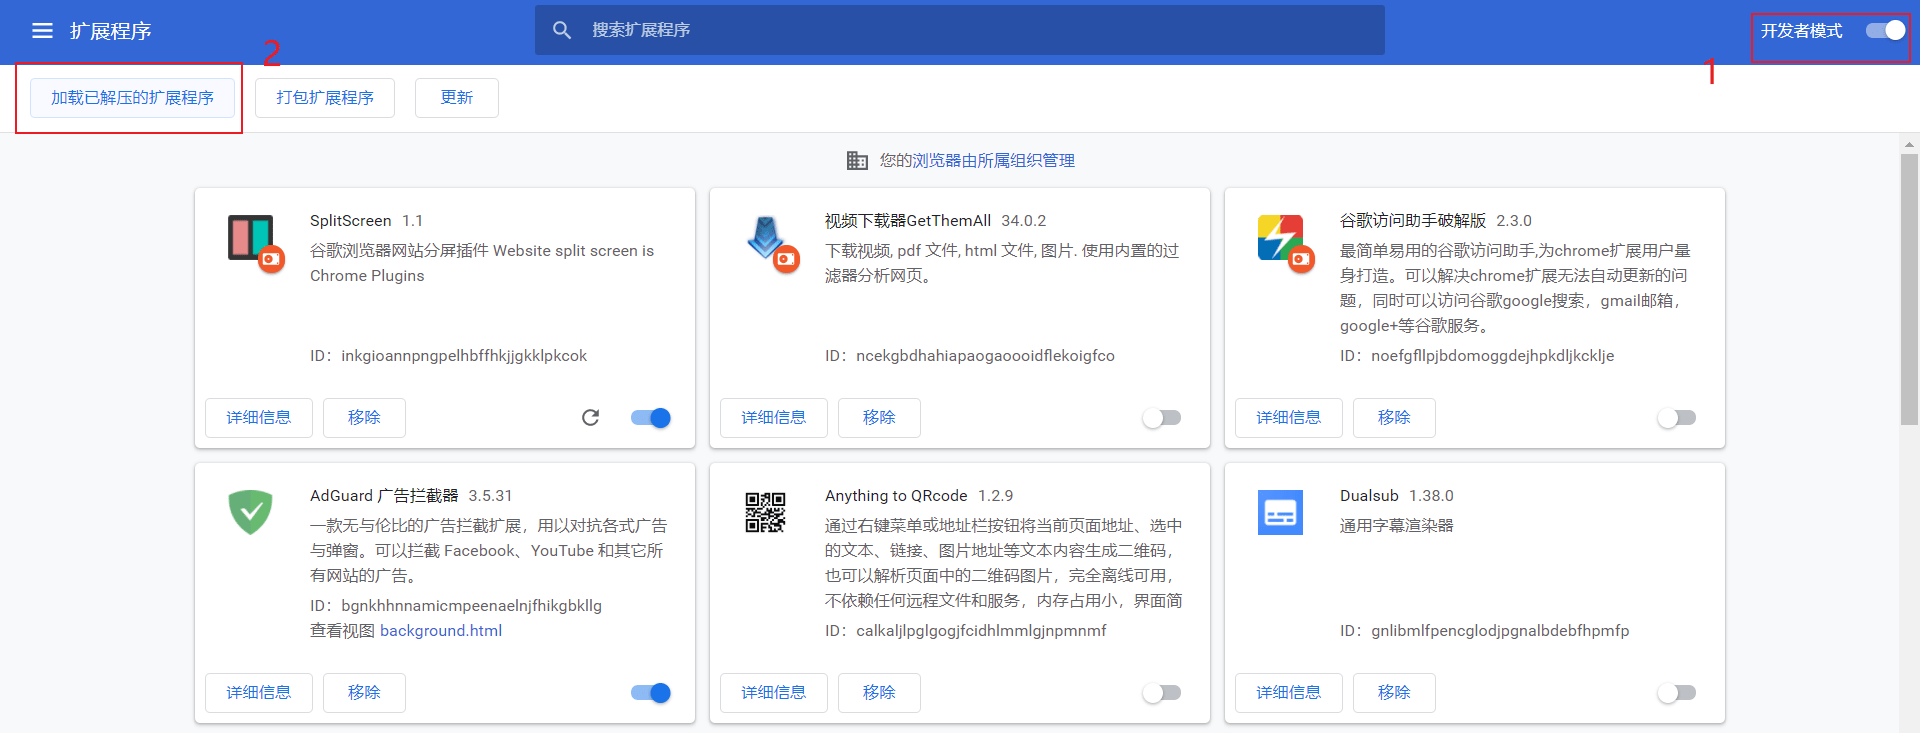 扩展程序
搜索扩展程序
开发者模式
1
2
加载已解压的扩展程序
打包扩展程序
更新
您的浏览器由所属组织管理
SplitScreen 1.1
谷歌浏览器网站分屏插件 Website split screen is
Chrome Plugins
ID：inkgioannpngpelhbffhkjjgkklpkcok
详细信息
移除
视频下载器GetThemAll 34.0.2
下载视频, pdf 文件, html 文件, 图片. 使用内置的过
滤器分析网页。
ID：ncekgbdhahiapaogaoooidflekoigfco
详细信息
移除
谷歌访问助手破解版 2.3.0
最简单易用的谷歌访问助手,为chrome扩展用户量
身打造。可以解决chrome扩展无法自动更新的问
题，同时可以访问谷歌google搜索，gmail邮箱，
google+等谷歌服务。
ID：noefgfllpjbdomoggdejhpkdljkcklje
详细信息
移除
AdGuard 广告拦截器 3.5.31
一款无与伦比的广告拦截扩展，用以对抗各式广告
与弹窗。可以拦截 Facebook、YouTube 和其它所
有网站的广告。
ID：bgnkhhnnamicmpeenaelnjfhikgbkllg
查看视图 background.html
详细信息
移除
Anything to QRcode 1.2.9
通过右键菜单或地址栏按钮将当前页面地址、选中
的文本、链接、图片地址等文本内容生成二维码，
也可以解析页面中的二维码图片，完全离线可用，
不依赖任何远程文件和服务，内存占用小，界面简
ID：calkaljlpglgogjfcidhlmmlgjnpmnmf
详细信息
移除
Dualsub 1.38.0
通用字幕渲染器
ID：gnlibmlfpencglodjpgnalbdebfhpmfp
详细信息
移除